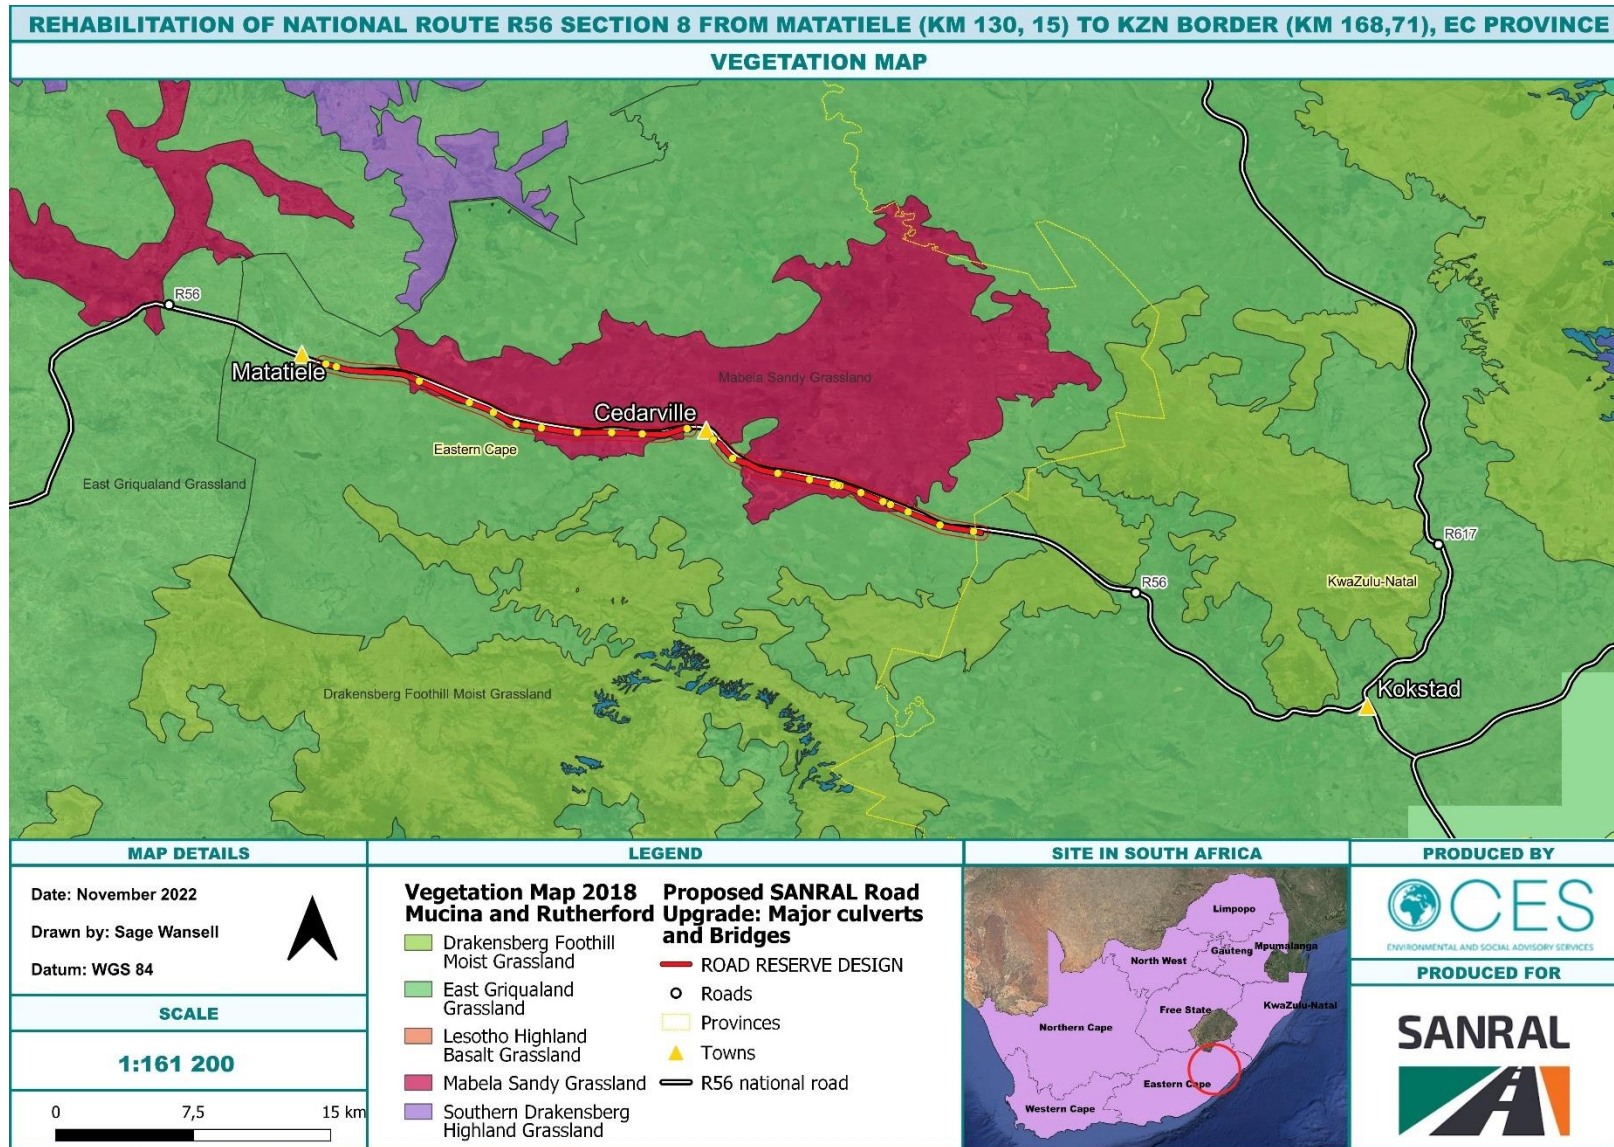 REHABILITATION OF NATIONAL ROUTE R56 SECTION 8 FROM MATATIELE (KM 130, 15) TO KZN BORDER (KM 168,71), EC PROVINCE
VEGETATION MAP
R56
Matatiele
Mabela Sandy Grassland
Cedarville
Eastern Cape
East Griqualand Grassland
R617
KwaZulu-Natal
R56
Drakensberg Foothill Moist Grassland
Kokstad
MAP DETAILS
Date: November 2022
Drawn by: Sage Wansell
Datum: WGS 84
SCALE
1:161 200
0 7,5 15 km
LEGEND
Vegetation Map 2018
Mucina and Rutherford
Drakensberg Foothill
Moist Grassland
East Griqualand
Grassland
Lesotho Highland
Basalt Grassland
Mabela Sandy Grassland
Southern Drakensberg
Highland Grassland
Proposed SANRAL Road
Upgrade: Major culverts
and Bridges
ROAD RESERVE DESIGN
Roads
Provinces
Towns
R56 national road
SITE IN SOUTH AFRICA
Limpopo
Gauteng
Mpumalanga
North West
Free State
KwaZulu-Natal
Northern Cape
Eastern Cape
Western Cape
PRODUCED BY
CES
ENVIRONMENTAL AND SOCIAL ADVISORY SERVICES
PRODUCED FOR
SANRAL